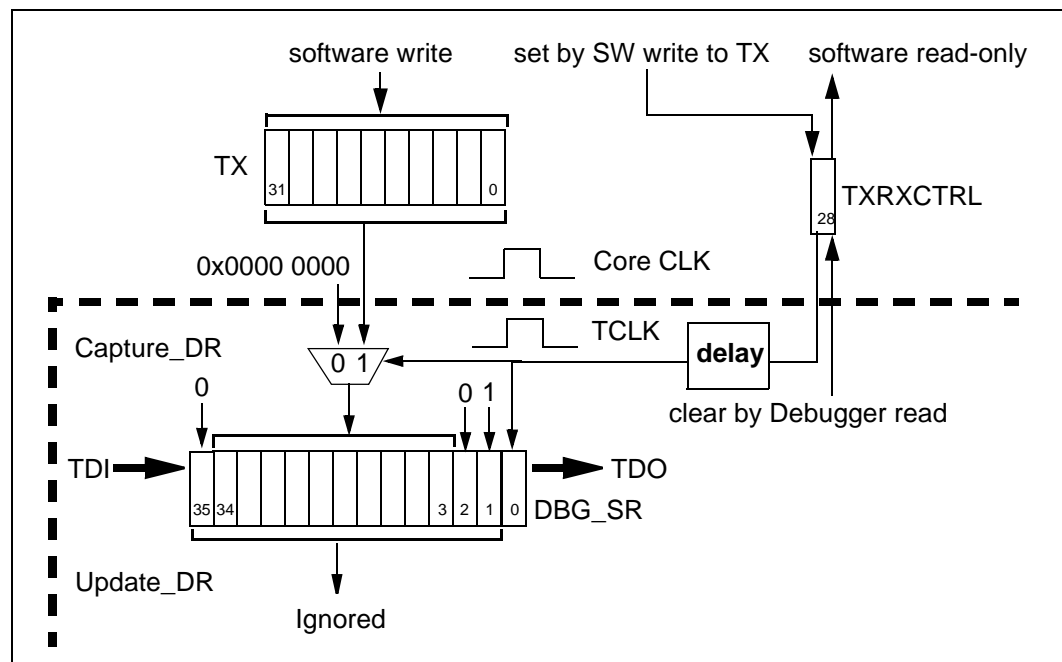 software write
set by SW write to TX
software read-only
TX
31
0
TXRXCTRL
28
0x0000 0000
Core CLK
TCLK
delay
Capture_DR
0 1
0
0 1
clear by Debugger read
TDI
TDO
35 34 3 2 1 0
DBG_SR
Update_DR
Ignored